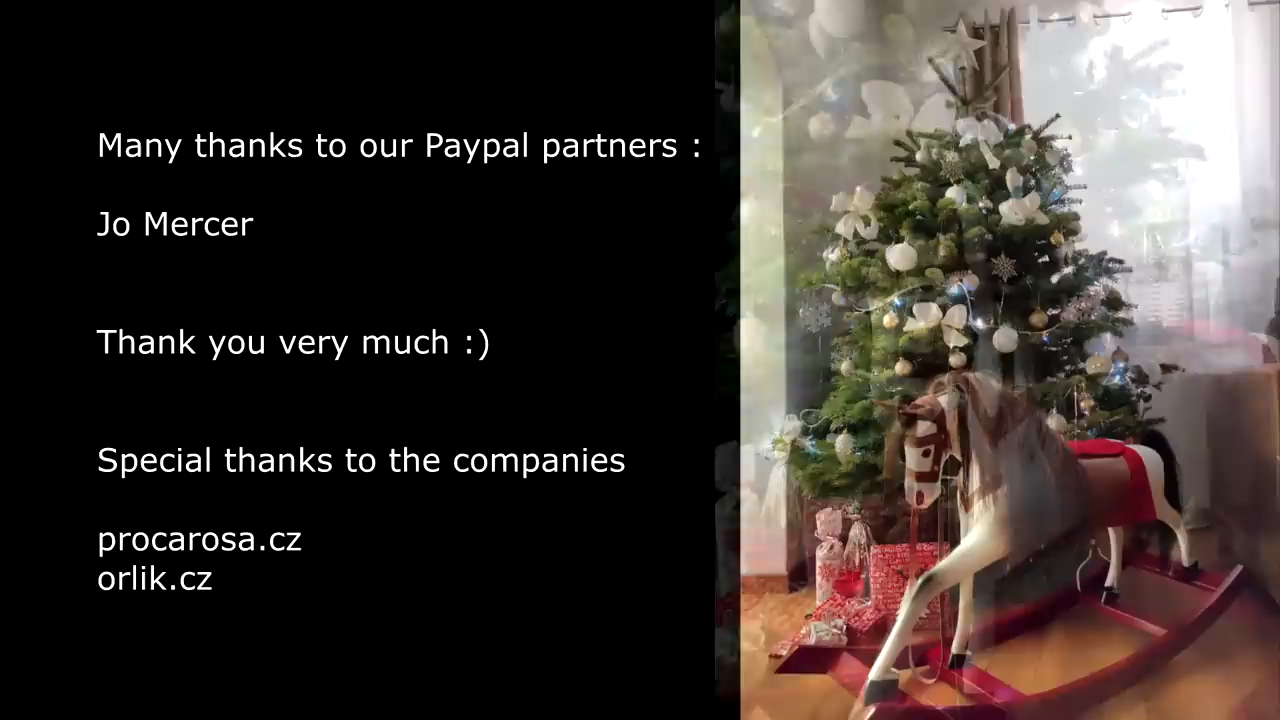 Many thanks to our Paypal partners :
Jo Mercer
Thank you very much :)
Special thanks to the companies
procarosa.cz
orlik.cz